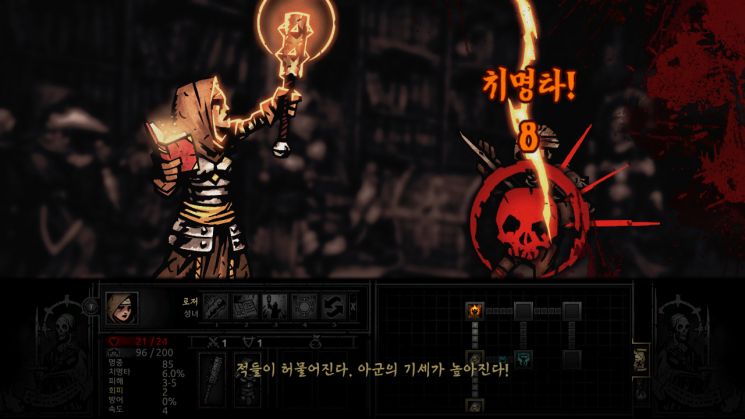 치명타!
8
로저
성녀
21 / 24
96 / 200
1
1
명중 85
치명타 6.0%
피해 3-5
회피 2
방어 0%
속도 4
적들이 허물어진다. 아군의 기세가 높아진다!